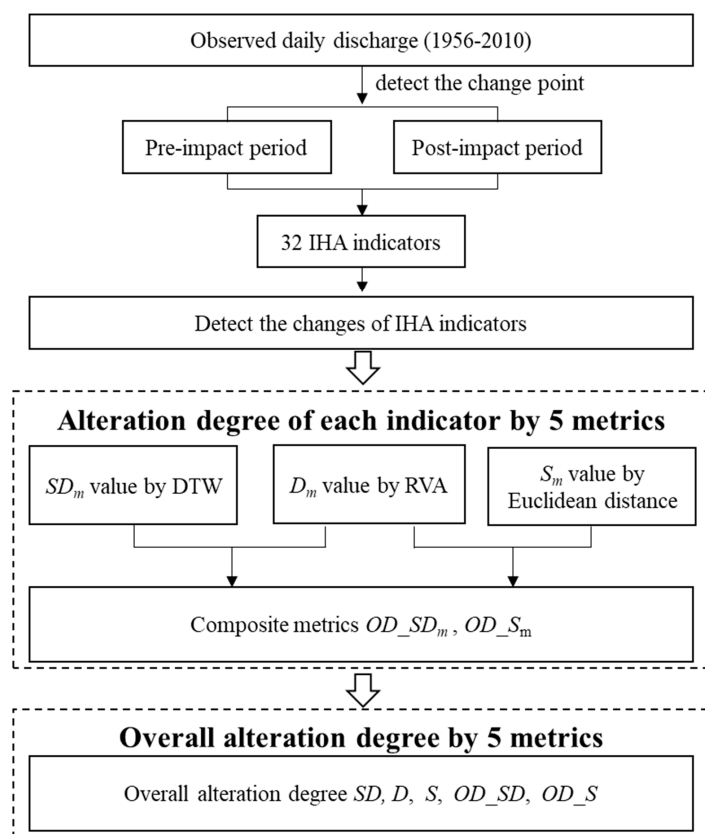 Observed daily discharge (1956-2010)
detect the change point
Pre-impact period
Post-impact period
32 IHA indicators
Detect the changes of IHA indicators
Alteration degree of each indicator by 5 metrics
SDm value by DTW
Dm value by RVA
Sm value by
Euclidean distance
Composite metrics OD_SDm , OD_Sm
Overall alteration degree by 5 metrics
Overall alteration degree SD, D, S, OD_SD, OD_S